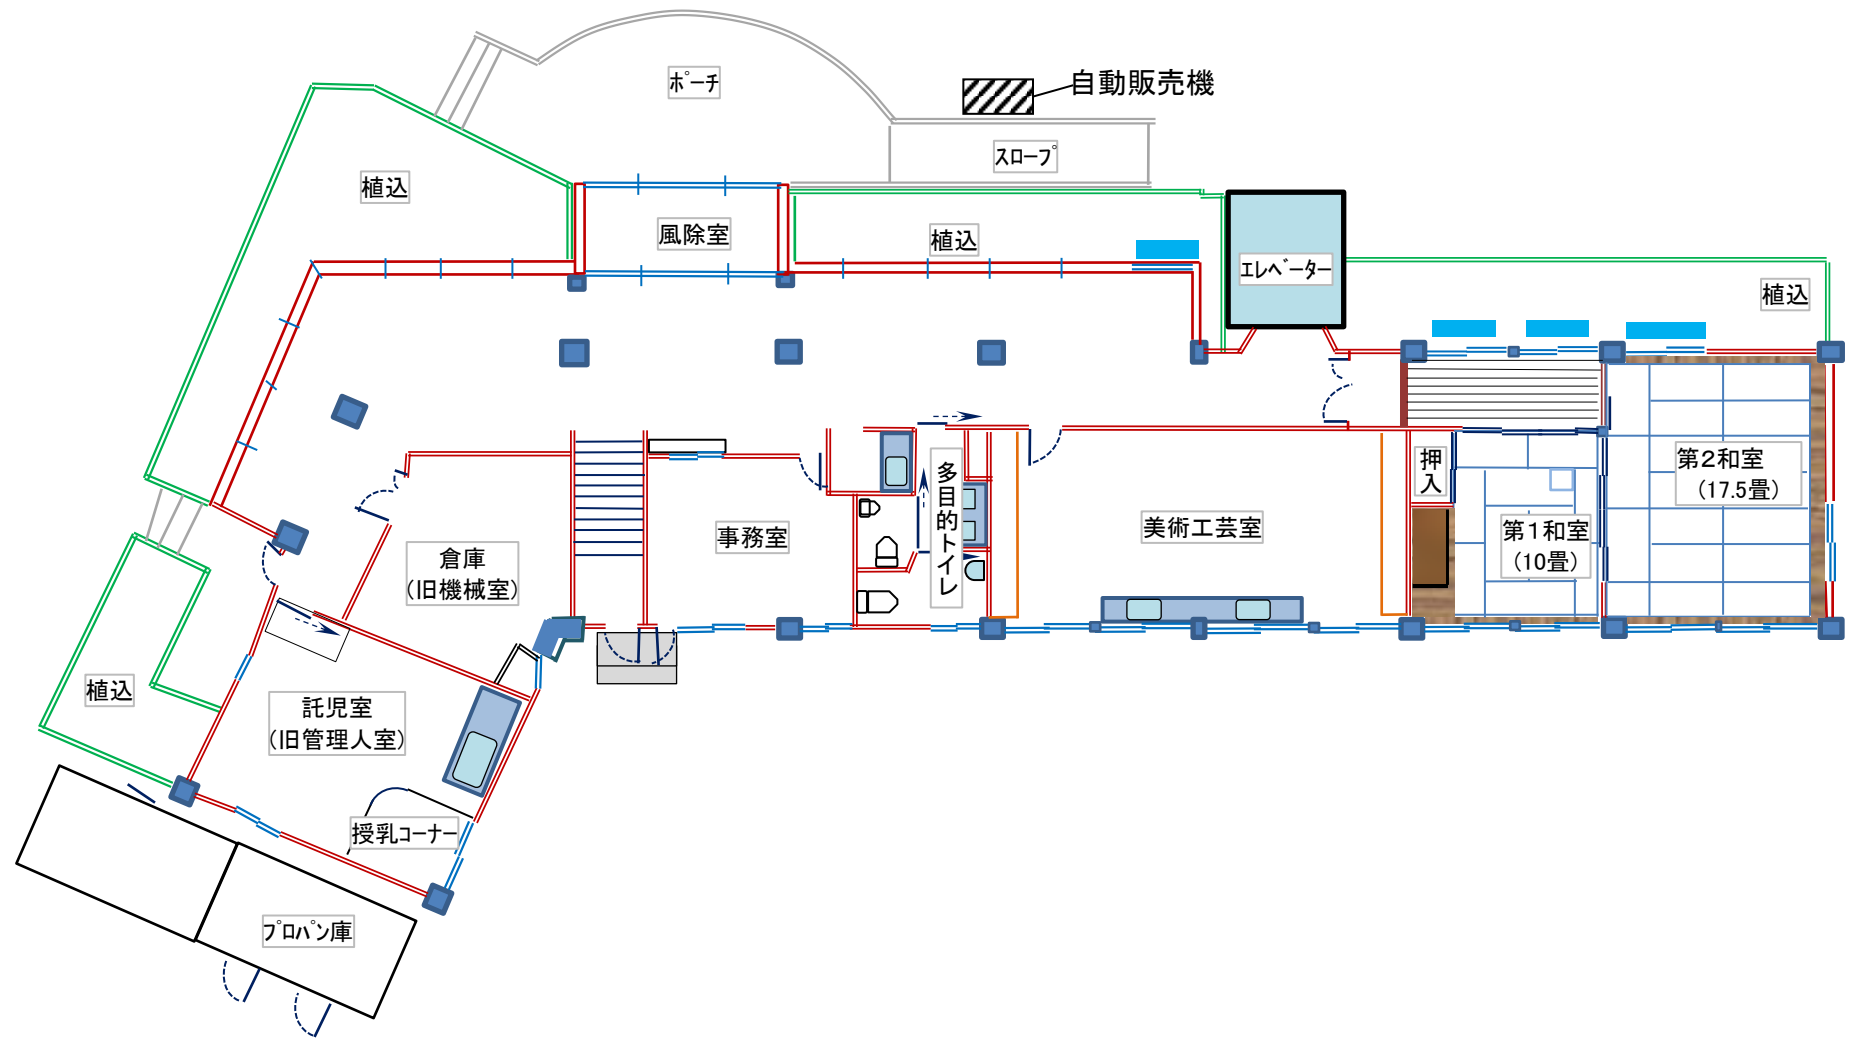 ﾎﾟｰﾁ
自動販売機
ｽﾛｰﾌﾟ
植込
風除室
植込
ｴﾚﾍﾞｰﾀｰ
植込
多目的トイレ
押入
第２和室
（17.5畳）
第１和室
（10畳）
美術工芸室
事務室
倉庫
（旧機械室）
植込
託児室
（旧管理人室）
授乳ｺｰﾅｰ
ﾌﾟﾛﾊﾟﾝ庫